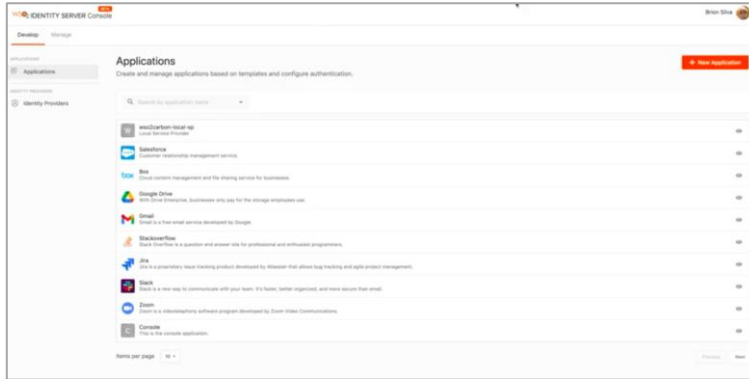 WSO2 IDENTITY SERVER Console
BETA
Brion Silva
Develop
Manage
APPLICATIONS
Applications
IDENTITY PROVIDERS
Identity Providers
Applications
Create and manage applications based on templates and configure authentication.
+ New Application
Search by application name
W
wso2carbon-local-sp
Local Service Provider
Salesforce
Customer relationship management service.
box
Box
Cloud content management and file sharing service for businesses.
Google Drive
With Drive Enterprise, businesses only pay for the storage employees use.
Gmail
Gmail is a free email service developed by Google.
Stackoverflow
Stack Overflow is a question and answer site for professional and enthusiast programmers.
Jira
Jira is a proprietary issue tracking product developed by Atlassian that allows bug tracking and agile project management.
Slack
Slack is a new way to communicate with your team. It's faster, better organized, and more secure than email.
Zoom
Zoom is a videotelephony software program developed by Zoom Video Communications.
C
Console
This is the console application.
Items per page 10
Previous
Next